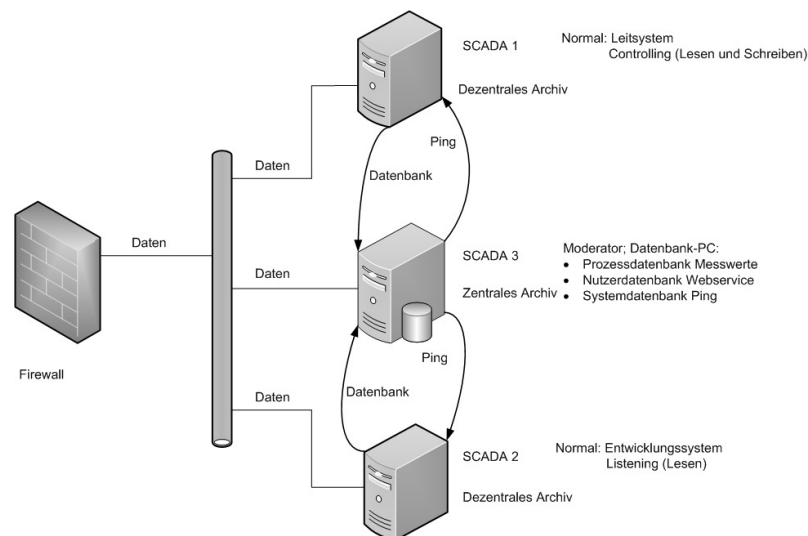 SCADA 1
Normal: Leitsystem
Controlling (Lesen und Schreiben)
Dezentrales Archiv
Ping
Daten
Datenbank
Daten
SCADA 3
Moderator; Datenbank-PC:
• Prozessdatenbank Messwerte
• Nutzerdatenbank Webservice
• Systemdatenbank Ping
Daten
Zentrales Archiv
Ping
Firewall
Datenbank
Daten
SCADA 2
Normal: Entwicklungssystem
Listening (Lesen)
Dezentrales Archiv